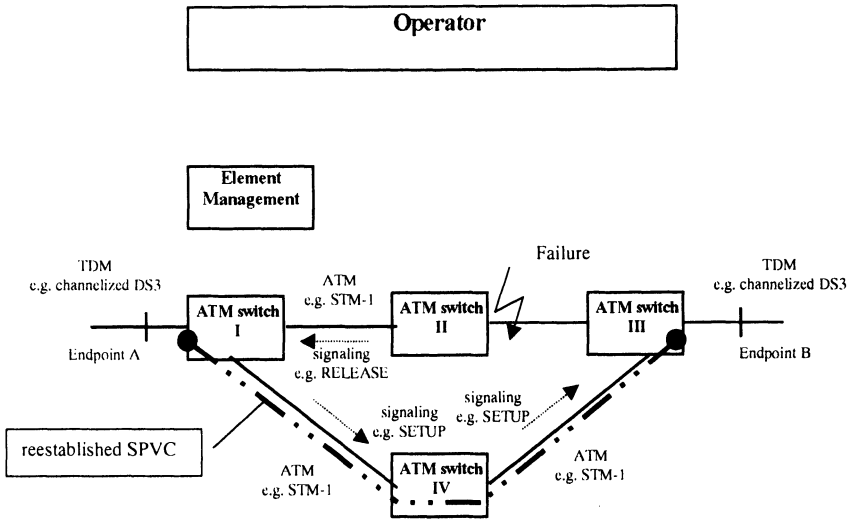 Operator
Element
Management
Failure
TDM
e.g. channelized DS3
ATM
e.g. STM-1
TDM
e.g. channelized DS3
ATM switch
I
ATM switch
II
ATM switch
III
Endpoint A
signaling
e.g. RELEASE
Endpoint B
signaling
e.g. SETUP
signaling
e.g. SETUP
reestablished SPVC
ATM
e.g. STM-1
ATM switch
IV
ATM
e.g. STM-1